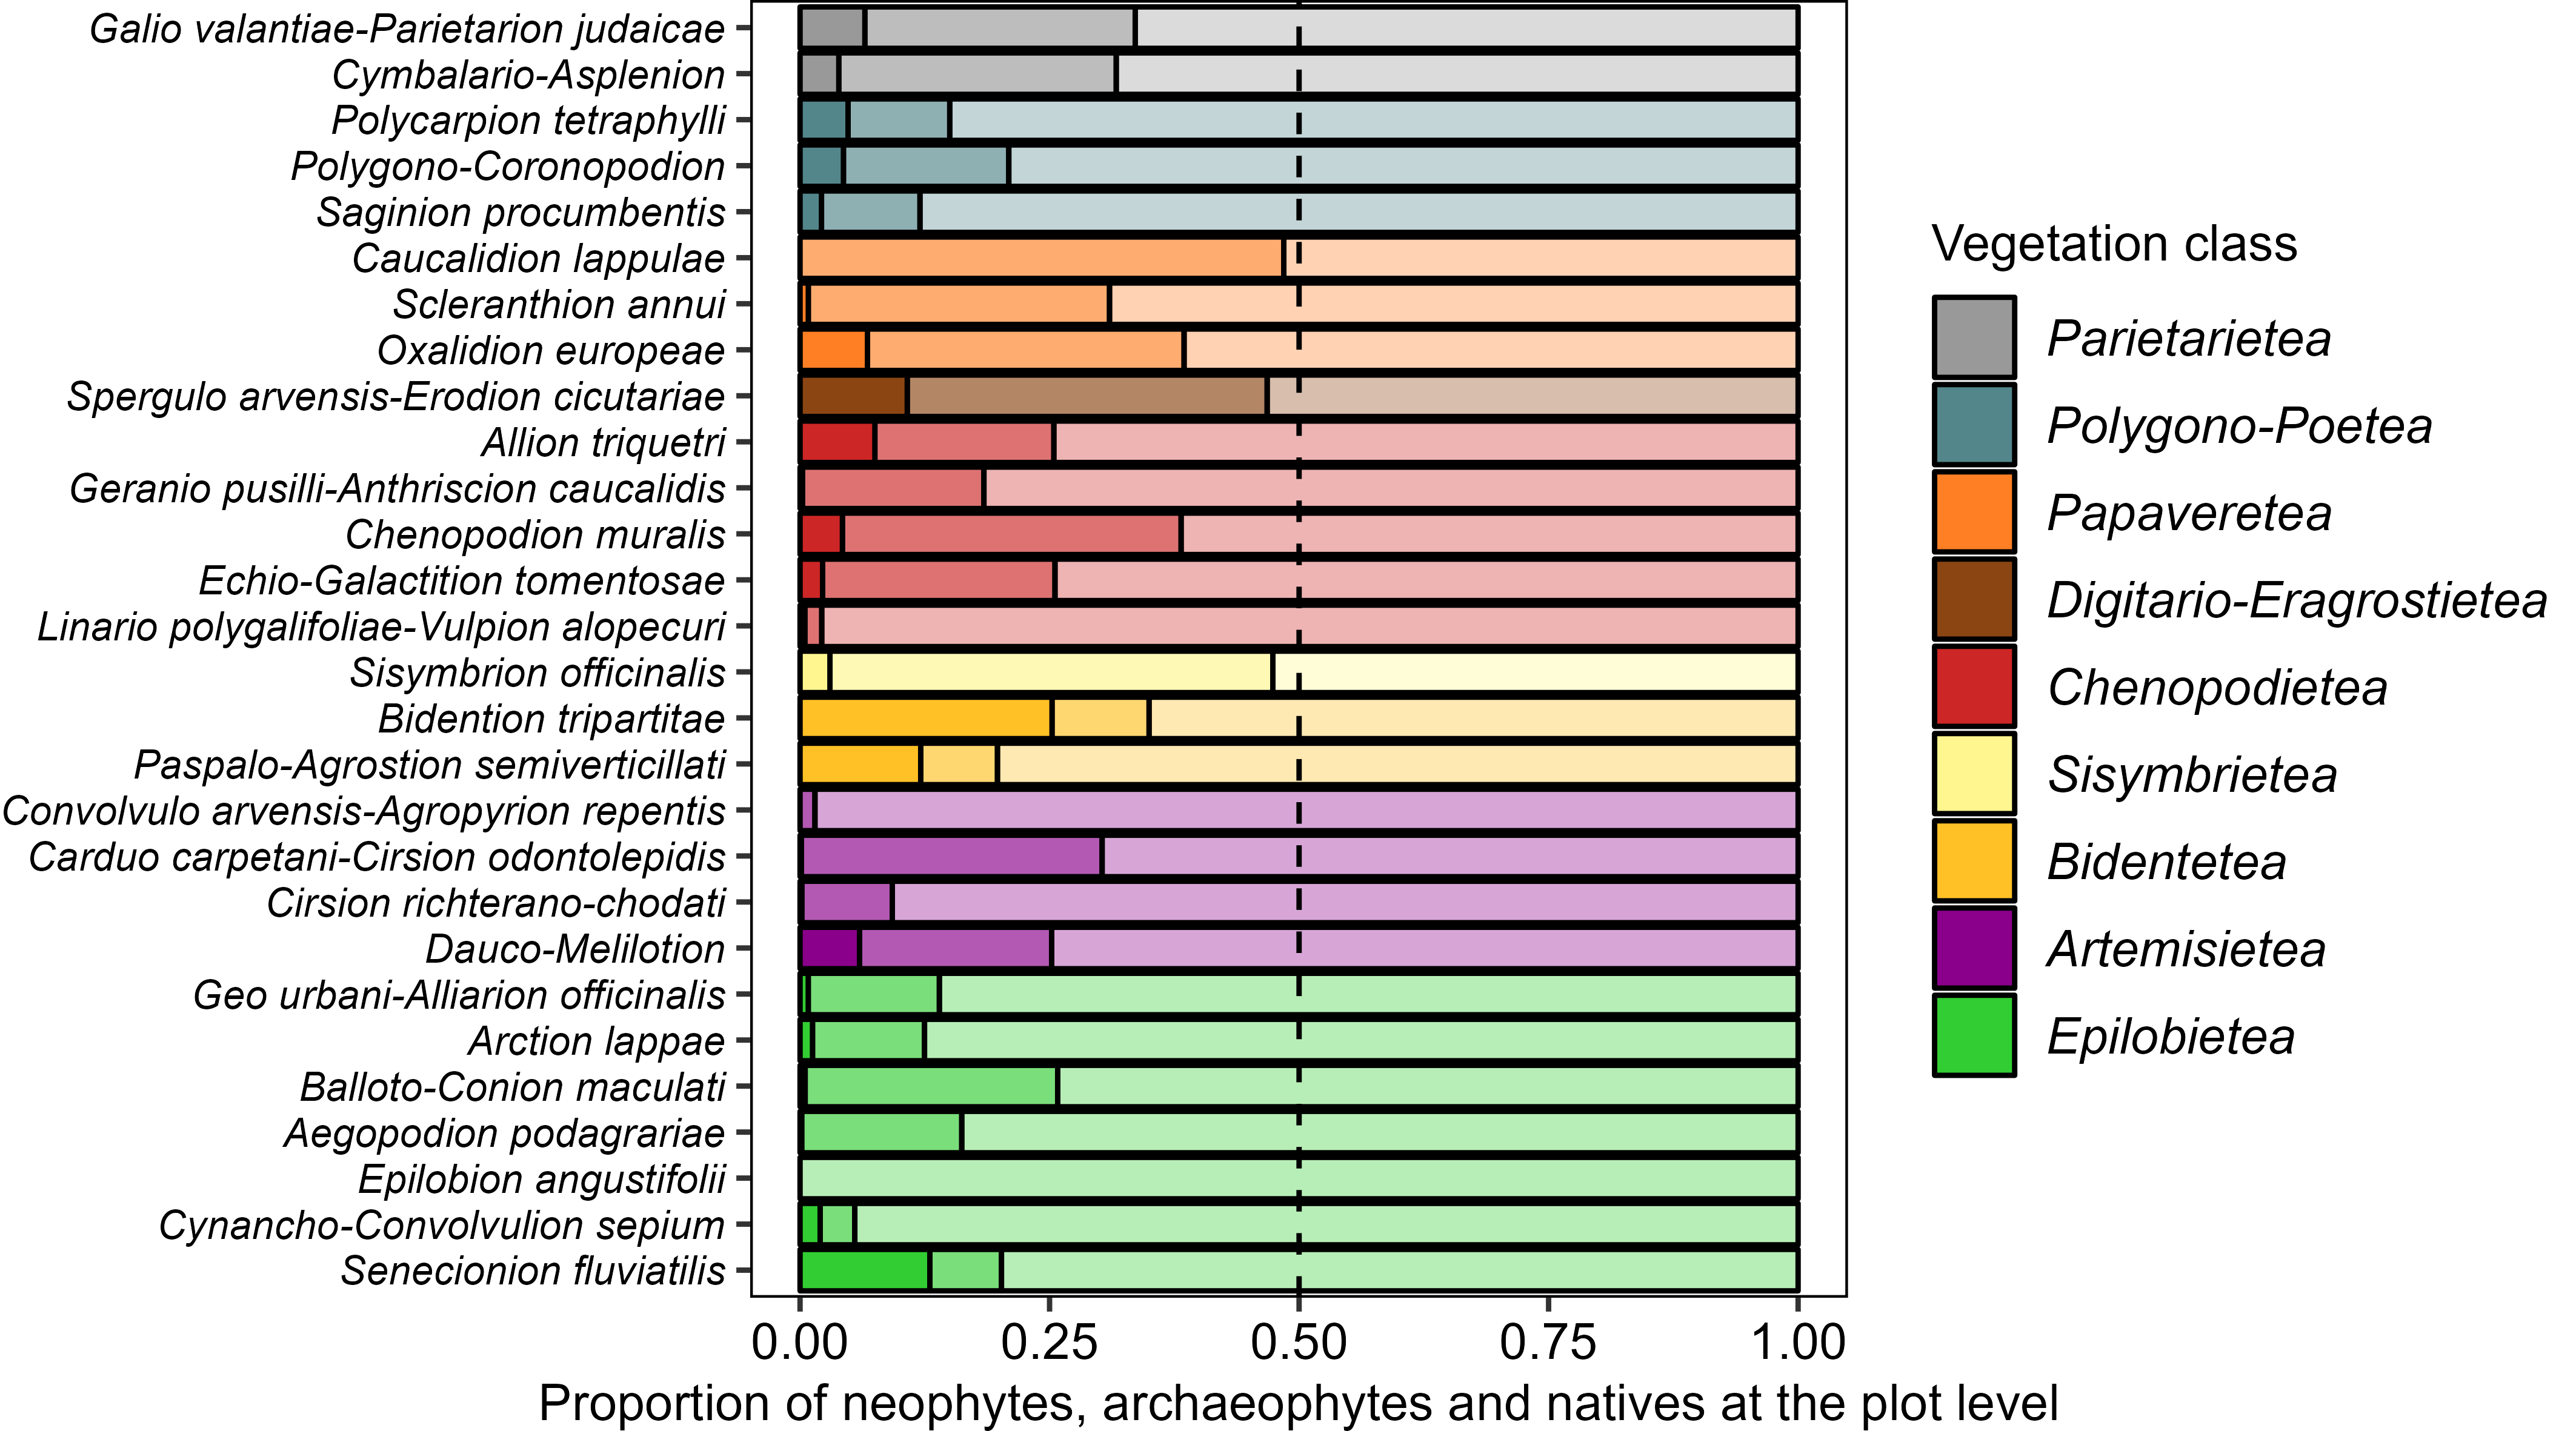 Galio valantiae-Parietarion judaicae
Cymbalario-Asplenion
Polycarpion tetraphylli
Polygono-Coronopodion
Saginion procumbentis
Caucalidion lappulae
Scleranthion annui
Oxalidion europeae
Spergulo arvensis-Erodion cicutariae
Allion triquetri
Geranio pusilli-Anthriscion caucalidis
Chenopodion muralis
Echio-Galactition tomentosae
Linario polygalifoliae-Vulpion alopecuri
Sisymbrion officinalis
Bidention tripartitae
Paspalo-Agrostion semiverticillati
Convolvulo arvensis-Agropyrion repentis
Carduo carpetani-Cirsion odontolepidis
Cirsion richterano-chodati
Dauco-Melilotion
Geo urbani-Alliarion officinalis
Arction lappae
Balloto-Conion maculati
Aegopodion podagrariae
Epilobion angustifolii
Cynancho-Convolvulion sepium
Senecionion fluviatilis
0.00 0.25 0.50 0.75 1.00
Proportion of neophytes, archaeophytes and natives at the plot level
Vegetation class
Parietarietea
Polygono-Poetea
Papaveretea
Digitario-Eragrostietea
Chenopodietea
Sisymbrietea
Bidentetea
Artemisietea
Epilobietea